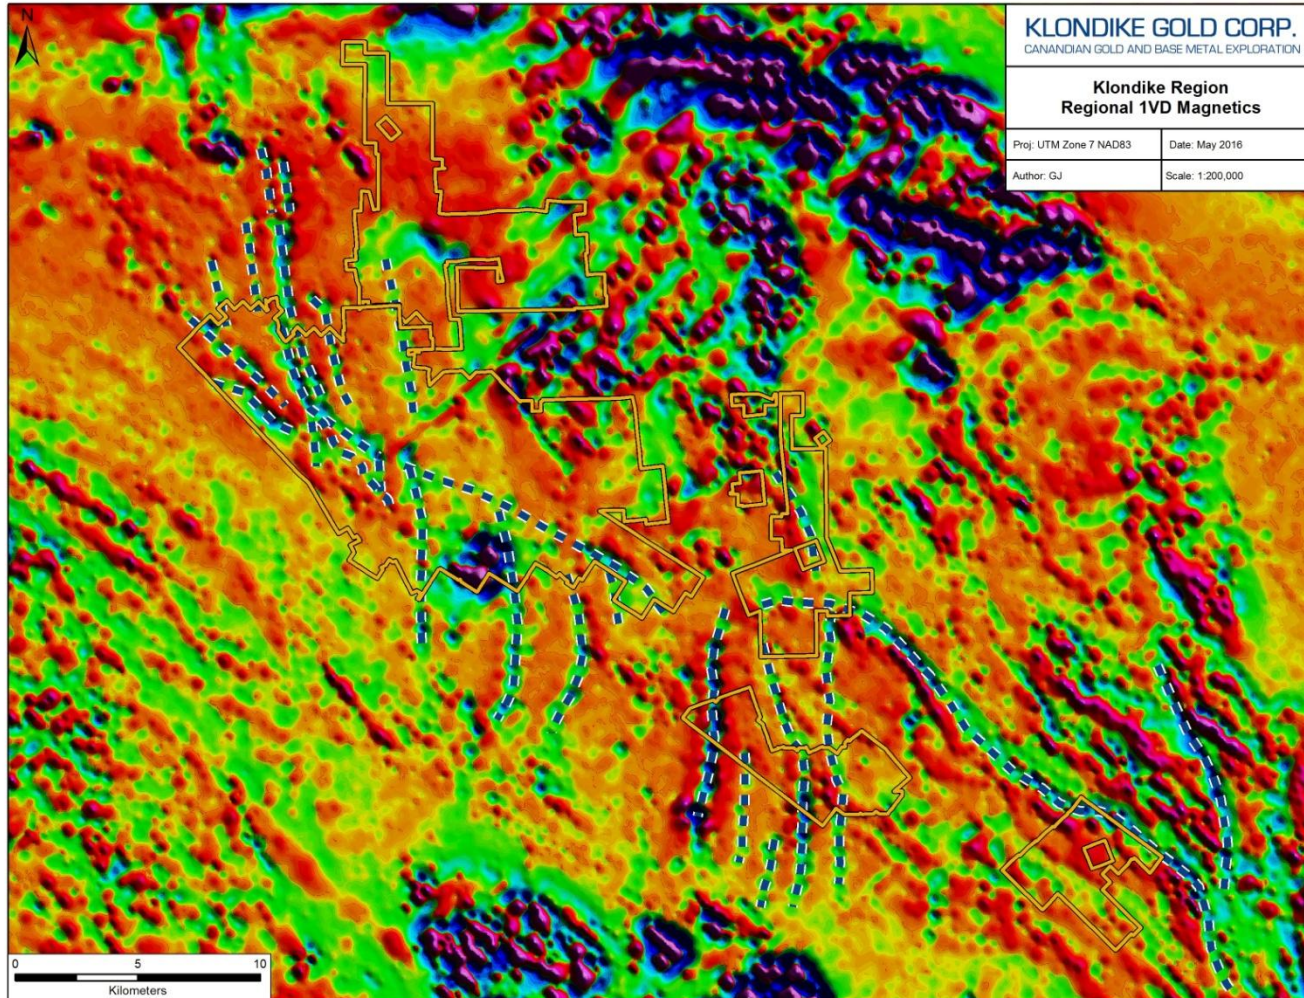 N
KLONDIKE GOLD CORP.
CANANDIAN GOLD AND BASE METAL EXPLORATION
Klondike Region
Regional 1VD Magnetics
Proj: UTM Zone 7 NAD83
Date: May 2016
Author: GJ
Scale: 1:200,000
0 5 10
Kilometers